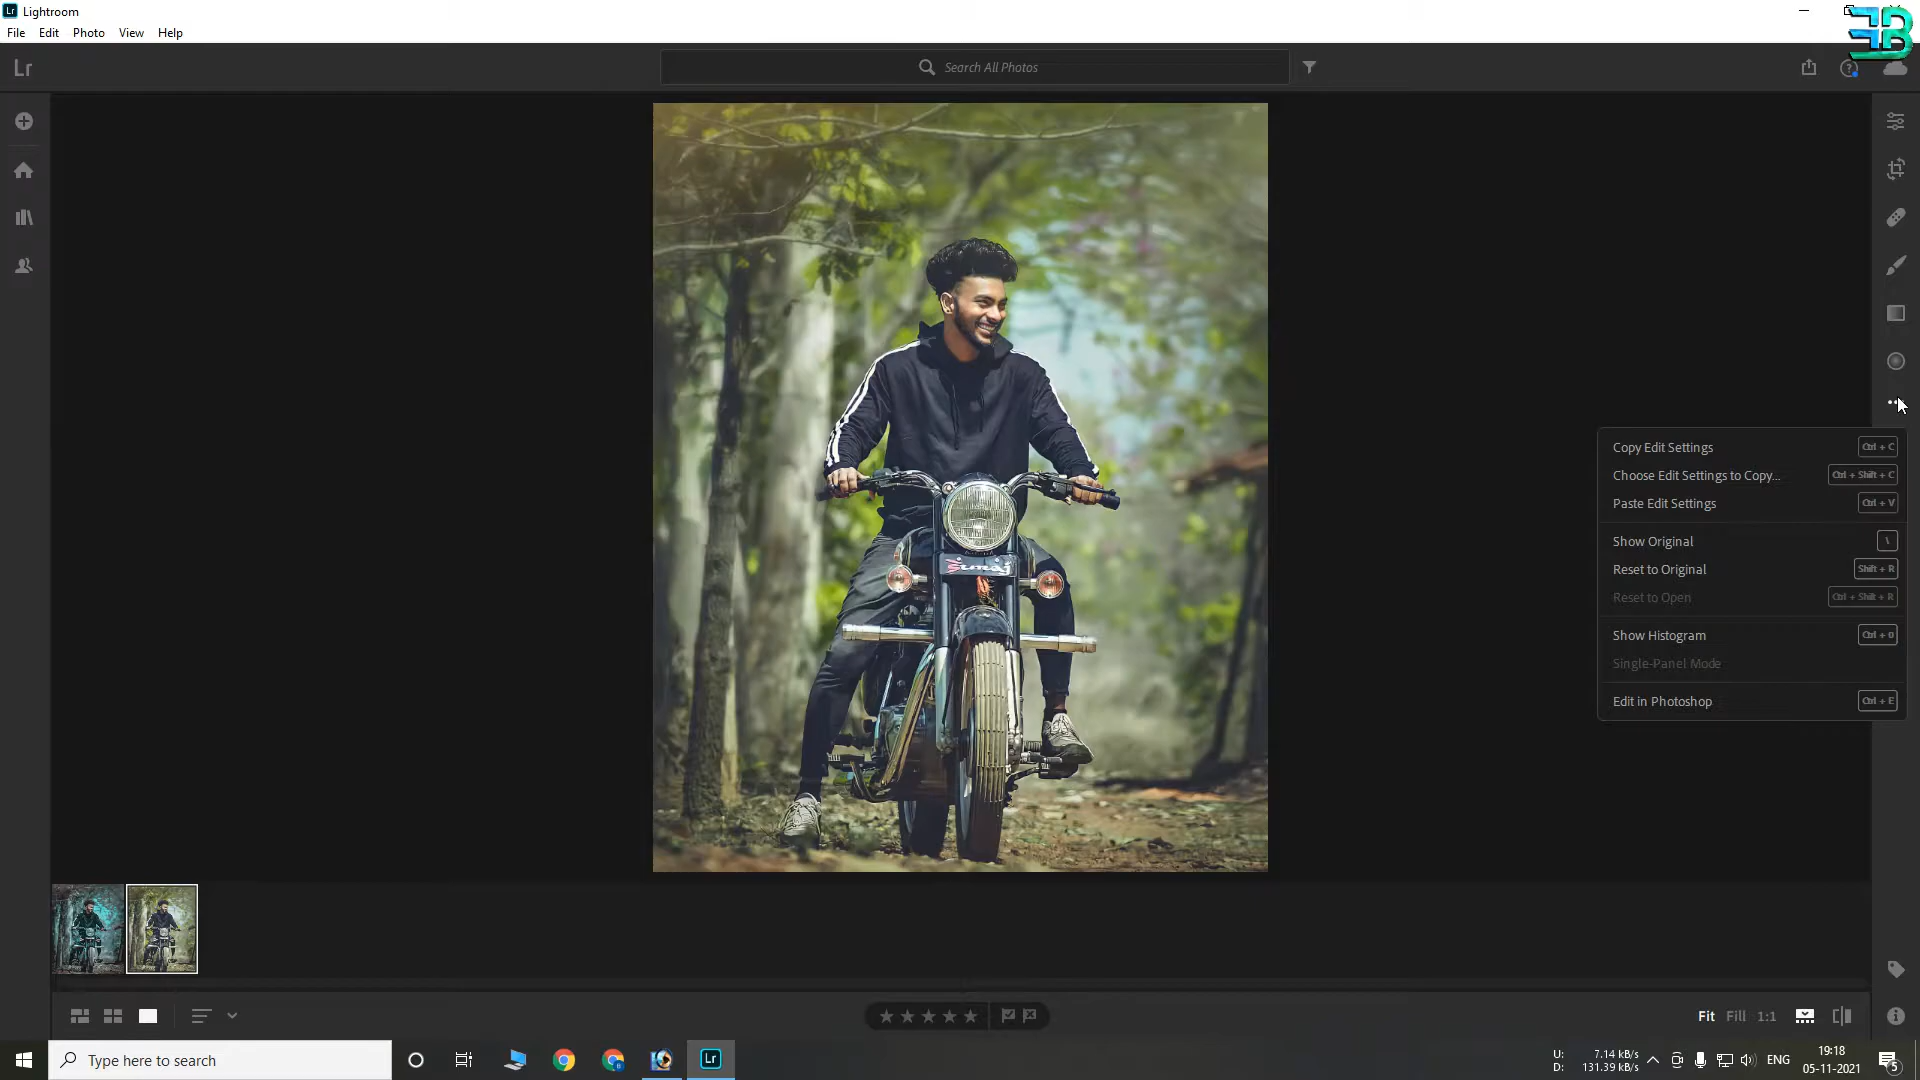 Lr Lightroom
File Edit Photo View Help
Lr
Search All Photos
Copy Edit Settings Ctrl + C
Choose Edit Settings to Copy... Ctrl + Shift + C
Paste Edit Settings Ctrl + V
Show Original \
Reset to Original Shift + R
Reset to Open Ctrl + Shift + R
Show Histogram Ctrl + 0
Single-Panel Mode
Edit in Photoshop Ctrl + E
Fit Fill 1:1
Type here to search
Lr
U: 7.14 kB/s
D: 131.39 kB/s
ENG
19:18
05-11-2021
5